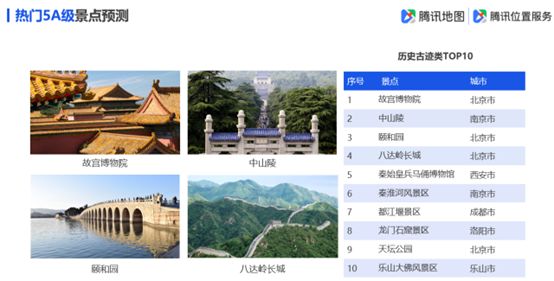 热门5A级景点预测
腾讯地图 腾讯位置服务
历史古迹类TOP10
序号 景点 城市
1 故宫博物院 北京市
2 中山陵 南京市
3 颐和园 北京市
4 八达岭长城 北京市
5 秦始皇兵马俑博物馆 西安市
6 秦淮河风景区 南京市
7 都江堰景区 成都市
8 龙门石窟景区 洛阳市
9 天坛公园 北京市
10 乐山大佛风景区 乐山市
故宫博物院 中山陵
颐和园 八达岭长城